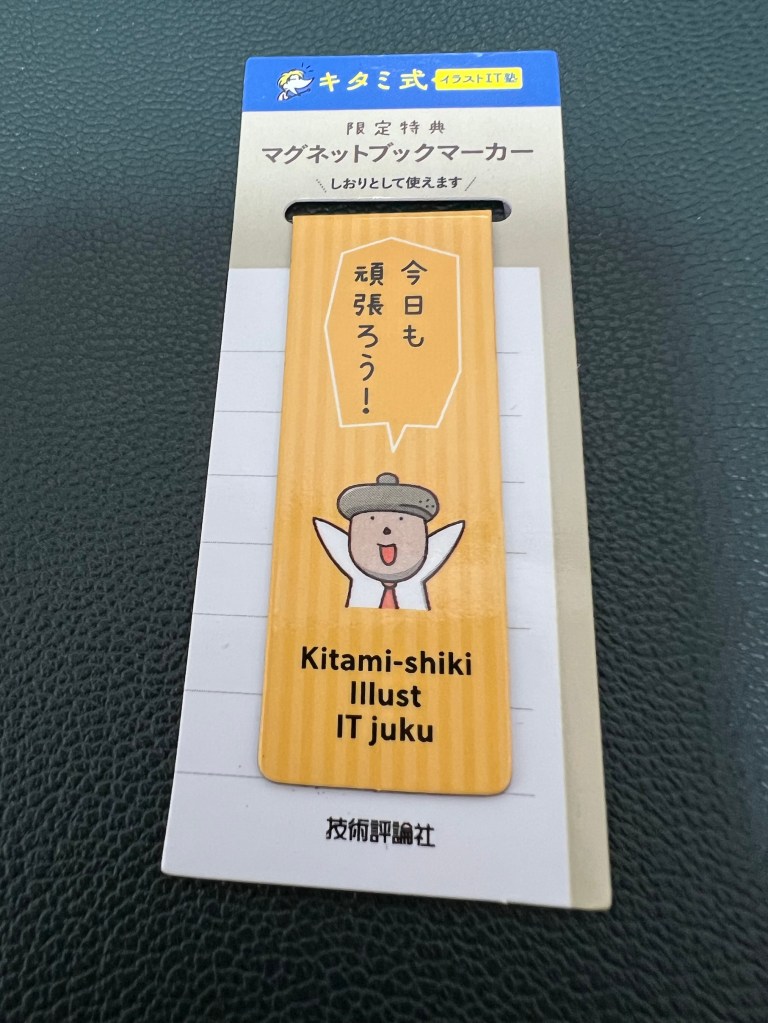 キタミ式イラストIT塾
限定特典
マグネットブックマーカー
しおりとして使えます
今日も
頑張ろう！
Kitami-shiki
Illust
IT juku
技術評論社